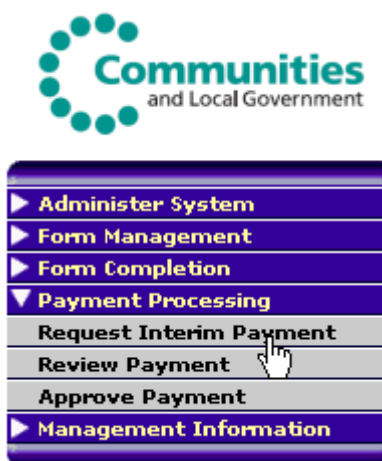 Communities
and Local Government
Administer System
Form Management
Form Completion
Payment Processing
Request Interim Payment
Review Payment
Approve Payment
Management Information